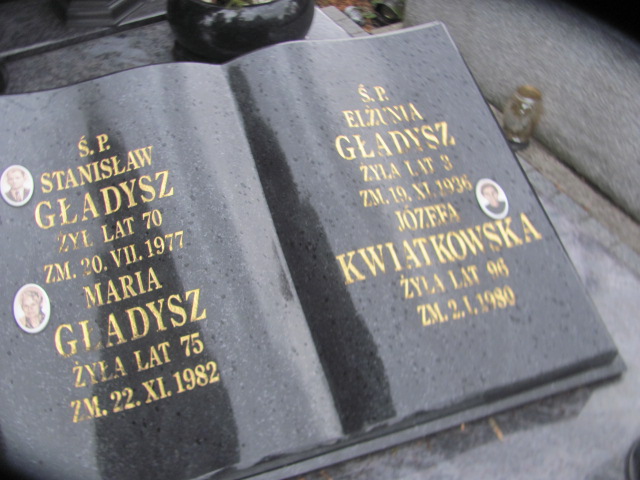 Ś. P.
STANISŁAW
GŁADYSZ
ŻYŁ LAT 70
ZM. 20. VII. 1977
MARIA
GŁADYSZ
ŻYŁA LAT 75
ZM. 22. XI. 1982
Ś. P.
ELŻUNIA
GŁADYSZ
ŻYŁA LAT 3
ZM. 19. XI. 1936
JÓZEFA
KWIATKOWSKA
ŻYŁA LAT 96
ZM. 2. I. 1980